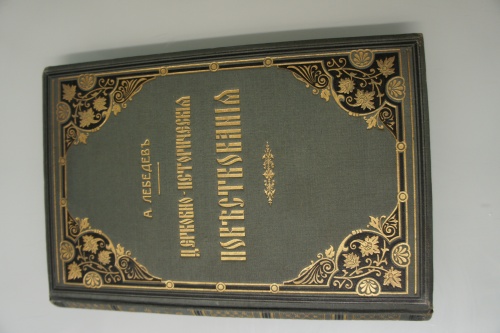 А. ЛЕБЕДЕВЪ
ЦЕРКОВНО-ИСТОРИЧЕСКІЯ
ПОВѢСТВОВАНІЯ